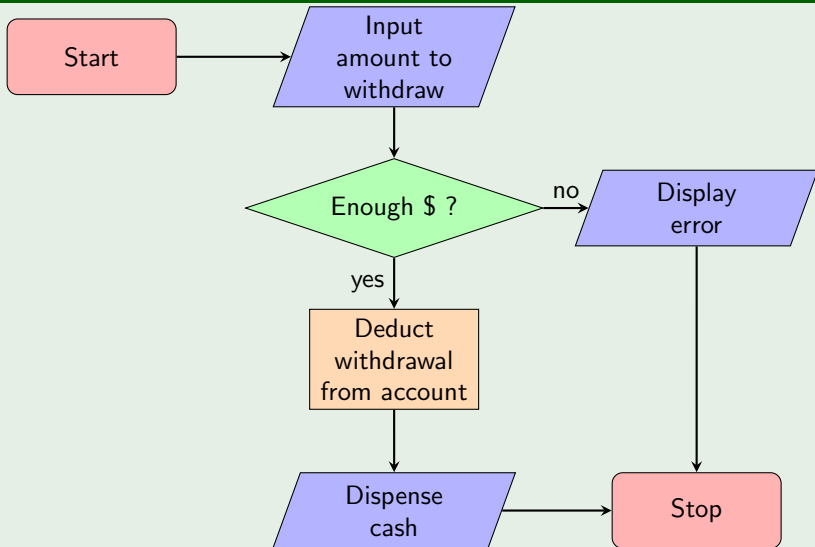 Start
Input
amount to
withdraw
Enough $ ?
no
Display
error
yes
Deduct
withdrawal
from account
Dispense
cash
Stop